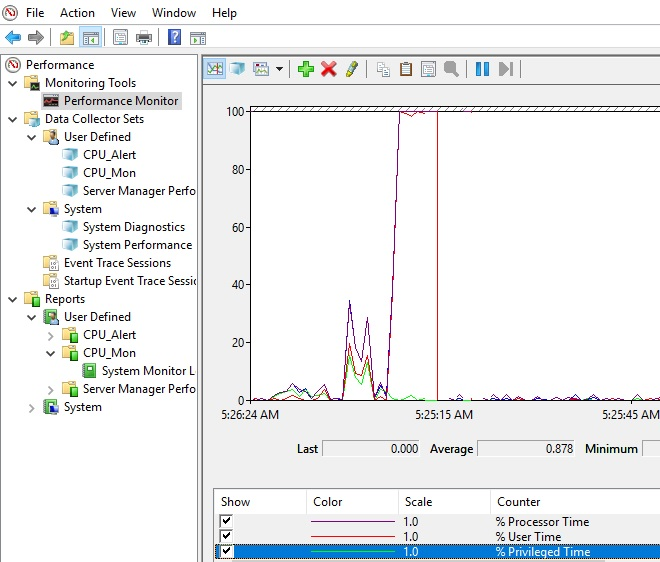 File Action View Window Help
Performance
Monitoring Tools
Performance Monitor
Data Collector Sets
User Defined
CPU_Alert
CPU_Mon
Server Manager Perfo
System
System Diagnostics
System Performance
Event Trace Sessions
Startup Event Trace Sessio
Reports
User Defined
CPU_Alert
CPU_Mon
System Monitor L
Server Manager Perfo
System
100
80
60
40
20
0
5:26:24 AM 5:25:15 AM 5:25:45 AM
Last 0.000 Average 0.878 Minimum
Show Color Scale Counter
1.0 % Processor Time
1.0 % User Time
1.0 % Privileged Time